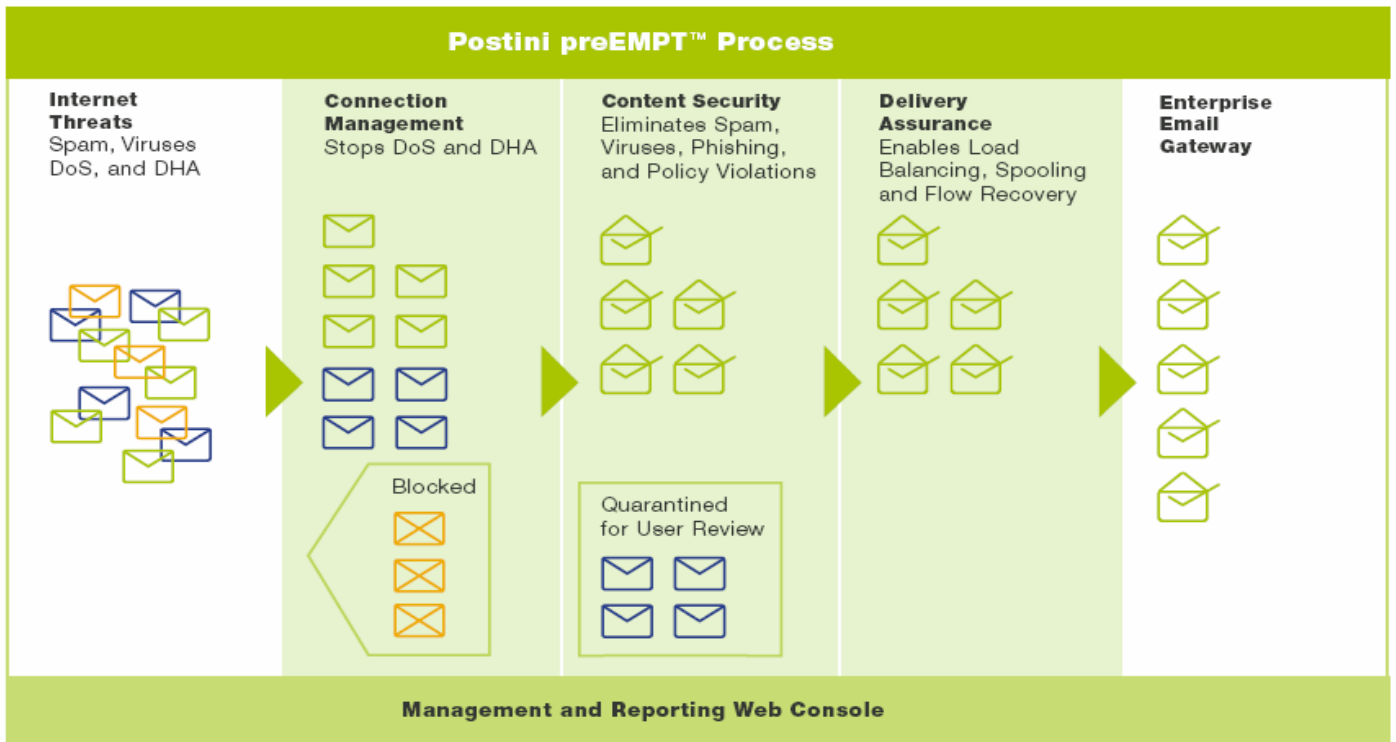 Postini preEMPT™ Process
Internet
Threats
Spam, Viruses
DoS, and DHA
Connection
Management
Stops DoS and DHA
Content Security
Eliminates Spam,
Viruses, Phishing,
and Policy Violations
Delivery
Assurance
Enables Load
Balancing, Spooling
and Flow Recovery
Enterprise
Email
Gateway
Blocked
Quarantined
for User Review
Management and Reporting Web Console